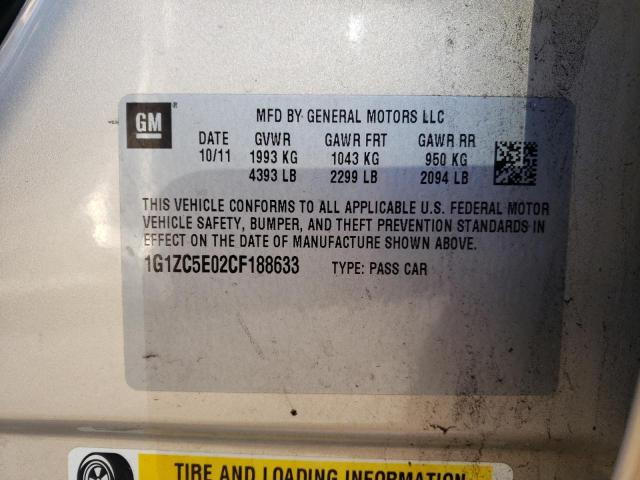 GM
MFD BY GENERAL MOTORS LLC
DATE GVWR GAWR FRT GAWR RR
10/11 1993 KG 1043 KG 950 KG
4393 LB 2299 LB 2094 LB
THIS VEHICLE CONFORMS TO ALL APPLICABLE U.S. FEDERAL MOTOR
VEHICLE SAFETY, BUMPER, AND THEFT PREVENTION STANDARDS IN
EFFECT ON THE DATE OF MANUFACTURE SHOWN ABOVE.
1G1ZC5E02CF188633 TYPE: PASS CAR
TIRE AND LOADING INFORMATION